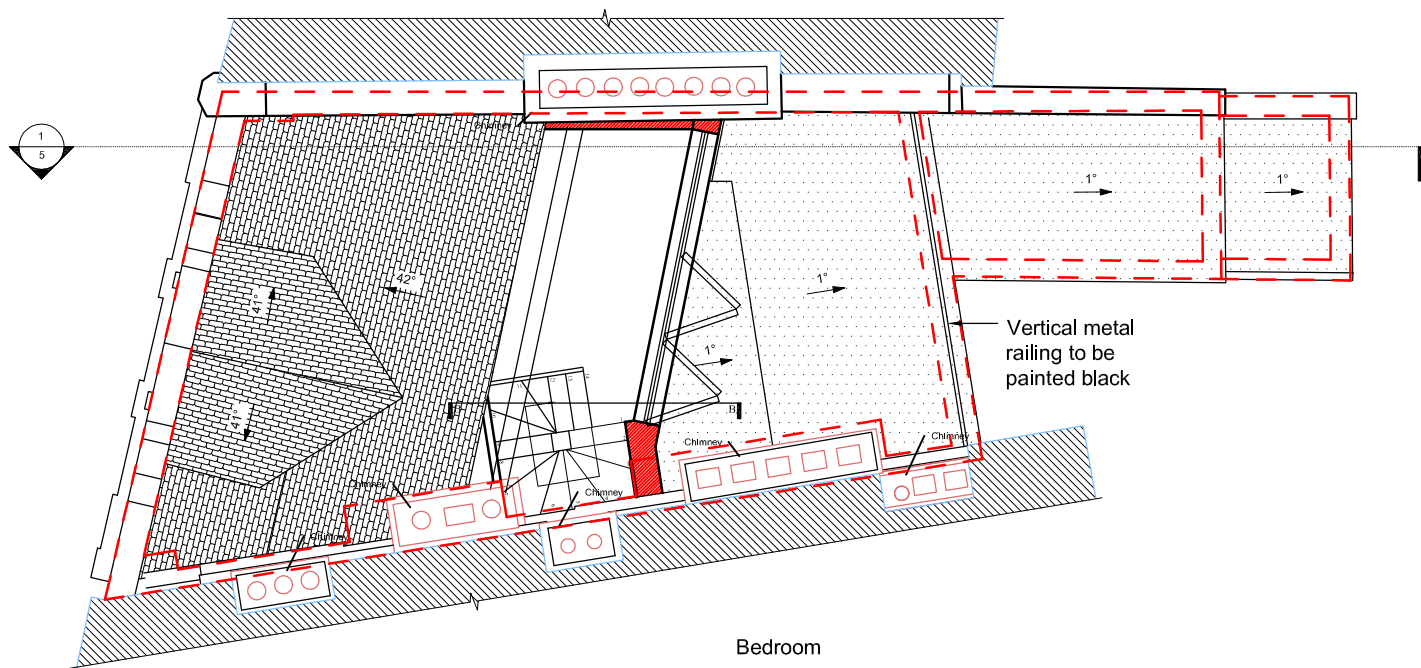 1
5
Chimney
1°
1°
42°
41°
1°
1°
Vertical metal
railing to be
painted black
41°
B
Chimney
Chimney
Chimney
Chimney
Chimney
Bedroom